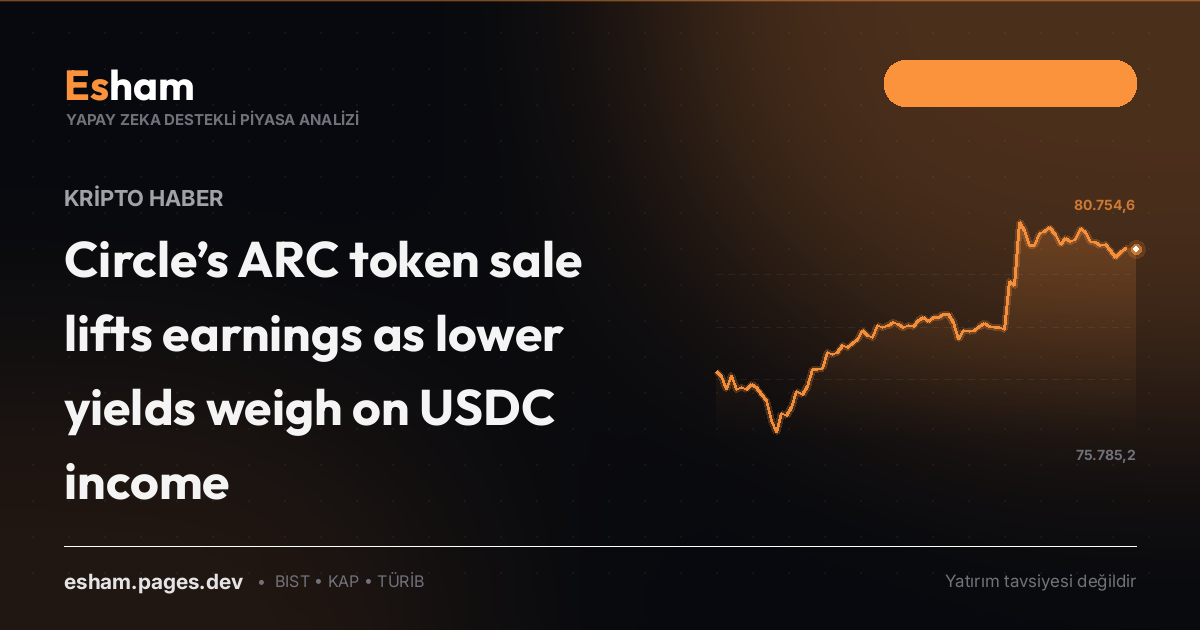 Esham
YAPAY ZEKA DESTEKLİ PİYASA ANALİZİ
KRİPTO HABER
Circle’s ARC token sale
lifts earnings as lower
yields weigh on USDC
income
80.754,6
75.785,2
esham.pages.dev • BIST • KAP • TÜRİB
Yatırım tavsiyesi değildir